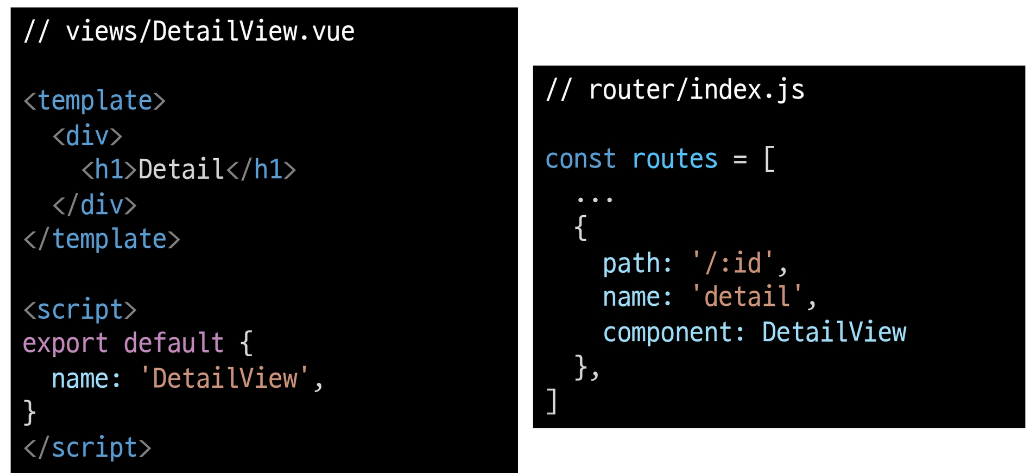 // views/DetailView.vue
<template>
  <div>
    <h1>Detail</h1>
  </div>
</template>
<script>
export default {
  name: 'DetailView',
}
</script>
// router/index.js
const routes = [
  ...
  {
    path: '/:id',
    name: 'detail',
    component: DetailView
  },
]